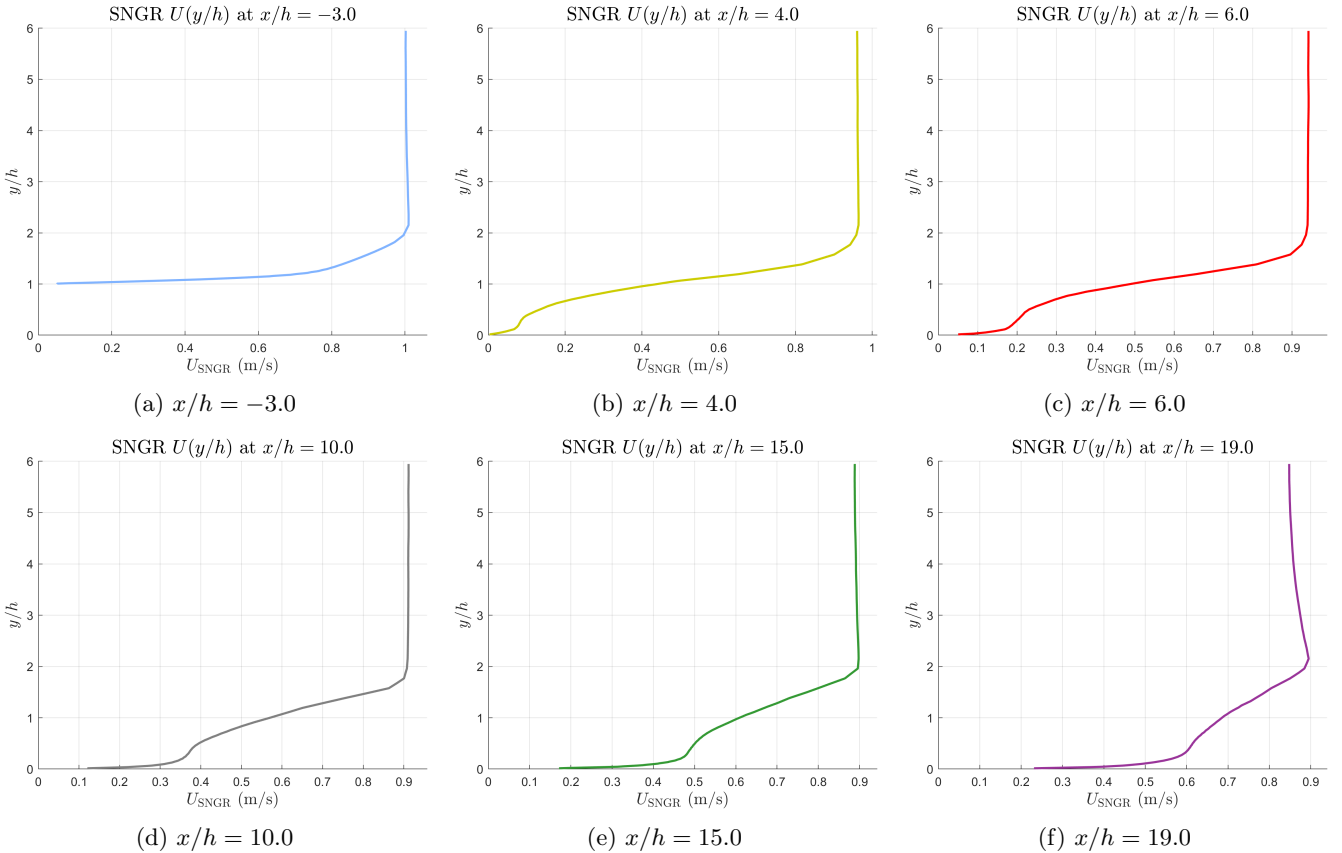 SNGR U(y/h) at x/h = −3.0
6
5
4
3
2
1
0
y/h
0 0.2 0.4 0.6 0.8 1
U_SNGR (m/s)
(a) x/h = −3.0
SNGR U(y/h) at x/h = 4.0
6
5
4
3
2
1
0
y/h
0 0.2 0.4 0.6 0.8 1
U_SNGR (m/s)
(b) x/h = 4.0
SNGR U(y/h) at x/h = 6.0
6
5
4
3
2
1
0
y/h
0 0.1 0.2 0.3 0.4 0.5 0.6 0.7 0.8 0.9
U_SNGR (m/s)
(c) x/h = 6.0
SNGR U(y/h) at x/h = 10.0
6
5
4
3
2
1
0
y/h
0 0.1 0.2 0.3 0.4 0.5 0.6 0.7 0.8 0.9
U_SNGR (m/s)
(d) x/h = 10.0
SNGR U(y/h) at x/h = 15.0
6
5
4
3
2
1
0
y/h
0 0.1 0.2 0.3 0.4 0.5 0.6 0.7 0.8 0.9
U_SNGR (m/s)
(e) x/h = 15.0
SNGR U(y/h) at x/h = 19.0
6
5
4
3
2
1
0
y/h
0 0.1 0.2 0.3 0.4 0.5 0.6 0.7 0.8 0.9
U_SNGR (m/s)
(f) x/h = 19.0